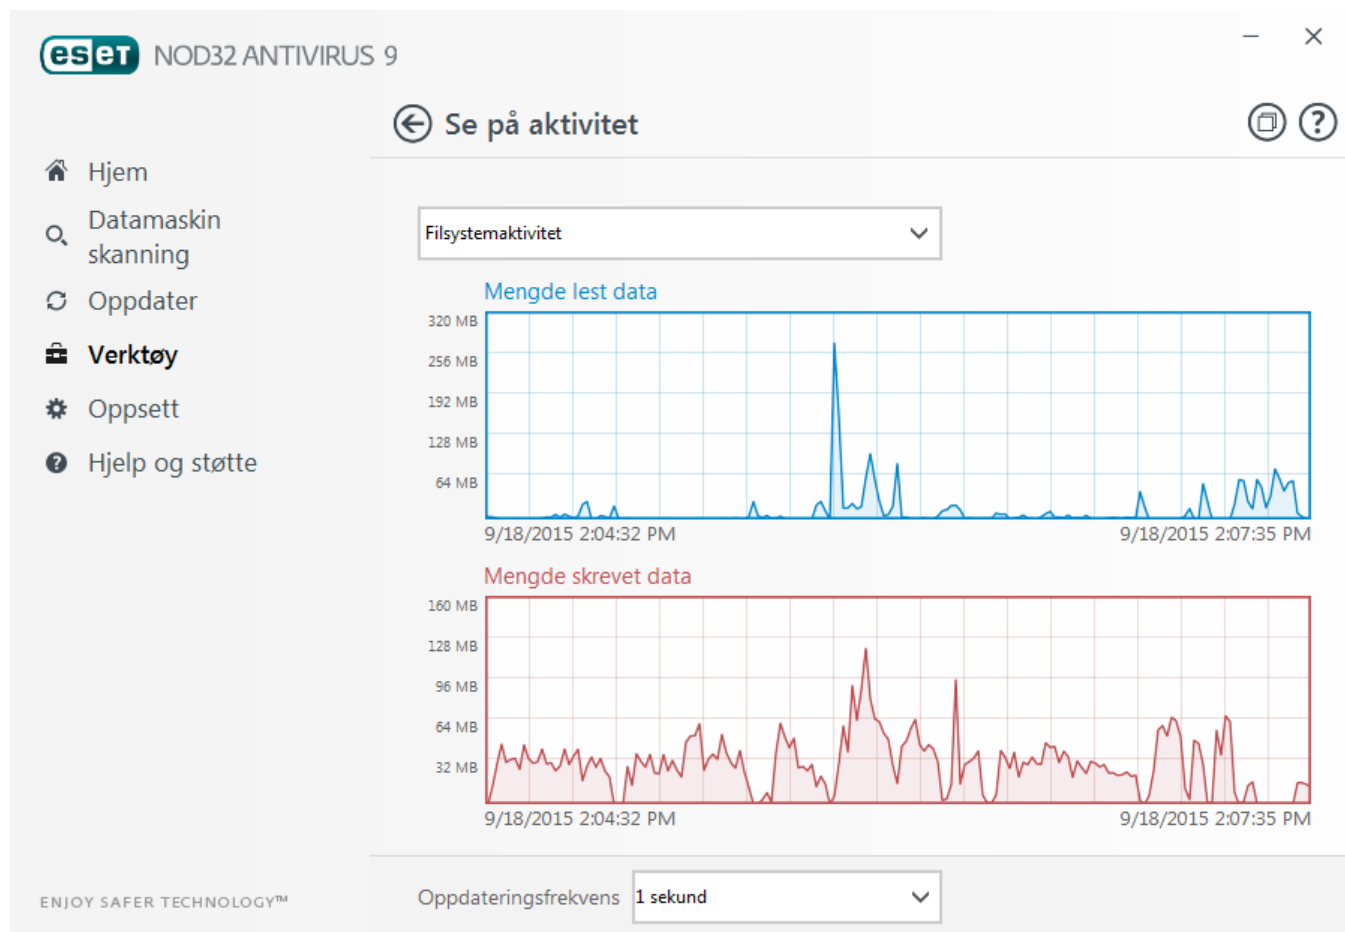 eset NOD32 ANTIVIRUS 9
Se på aktivitet
Hjem
Datamaskin
skanning
Oppdater
Verktøy
Oppsett
Hjelp og støtte
Filsystemaktivitet
Mengde lest data
320 MB
256 MB
192 MB
128 MB
64 MB
9/18/2015 2:04:32 PM 9/18/2015 2:07:35 PM
Mengde skrevet data
160 MB
128 MB
96 MB
64 MB
32 MB
9/18/2015 2:04:32 PM 9/18/2015 2:07:35 PM
Oppdateringsfrekvens 1 sekund
ENJOY SAFER TECHNOLOGY™